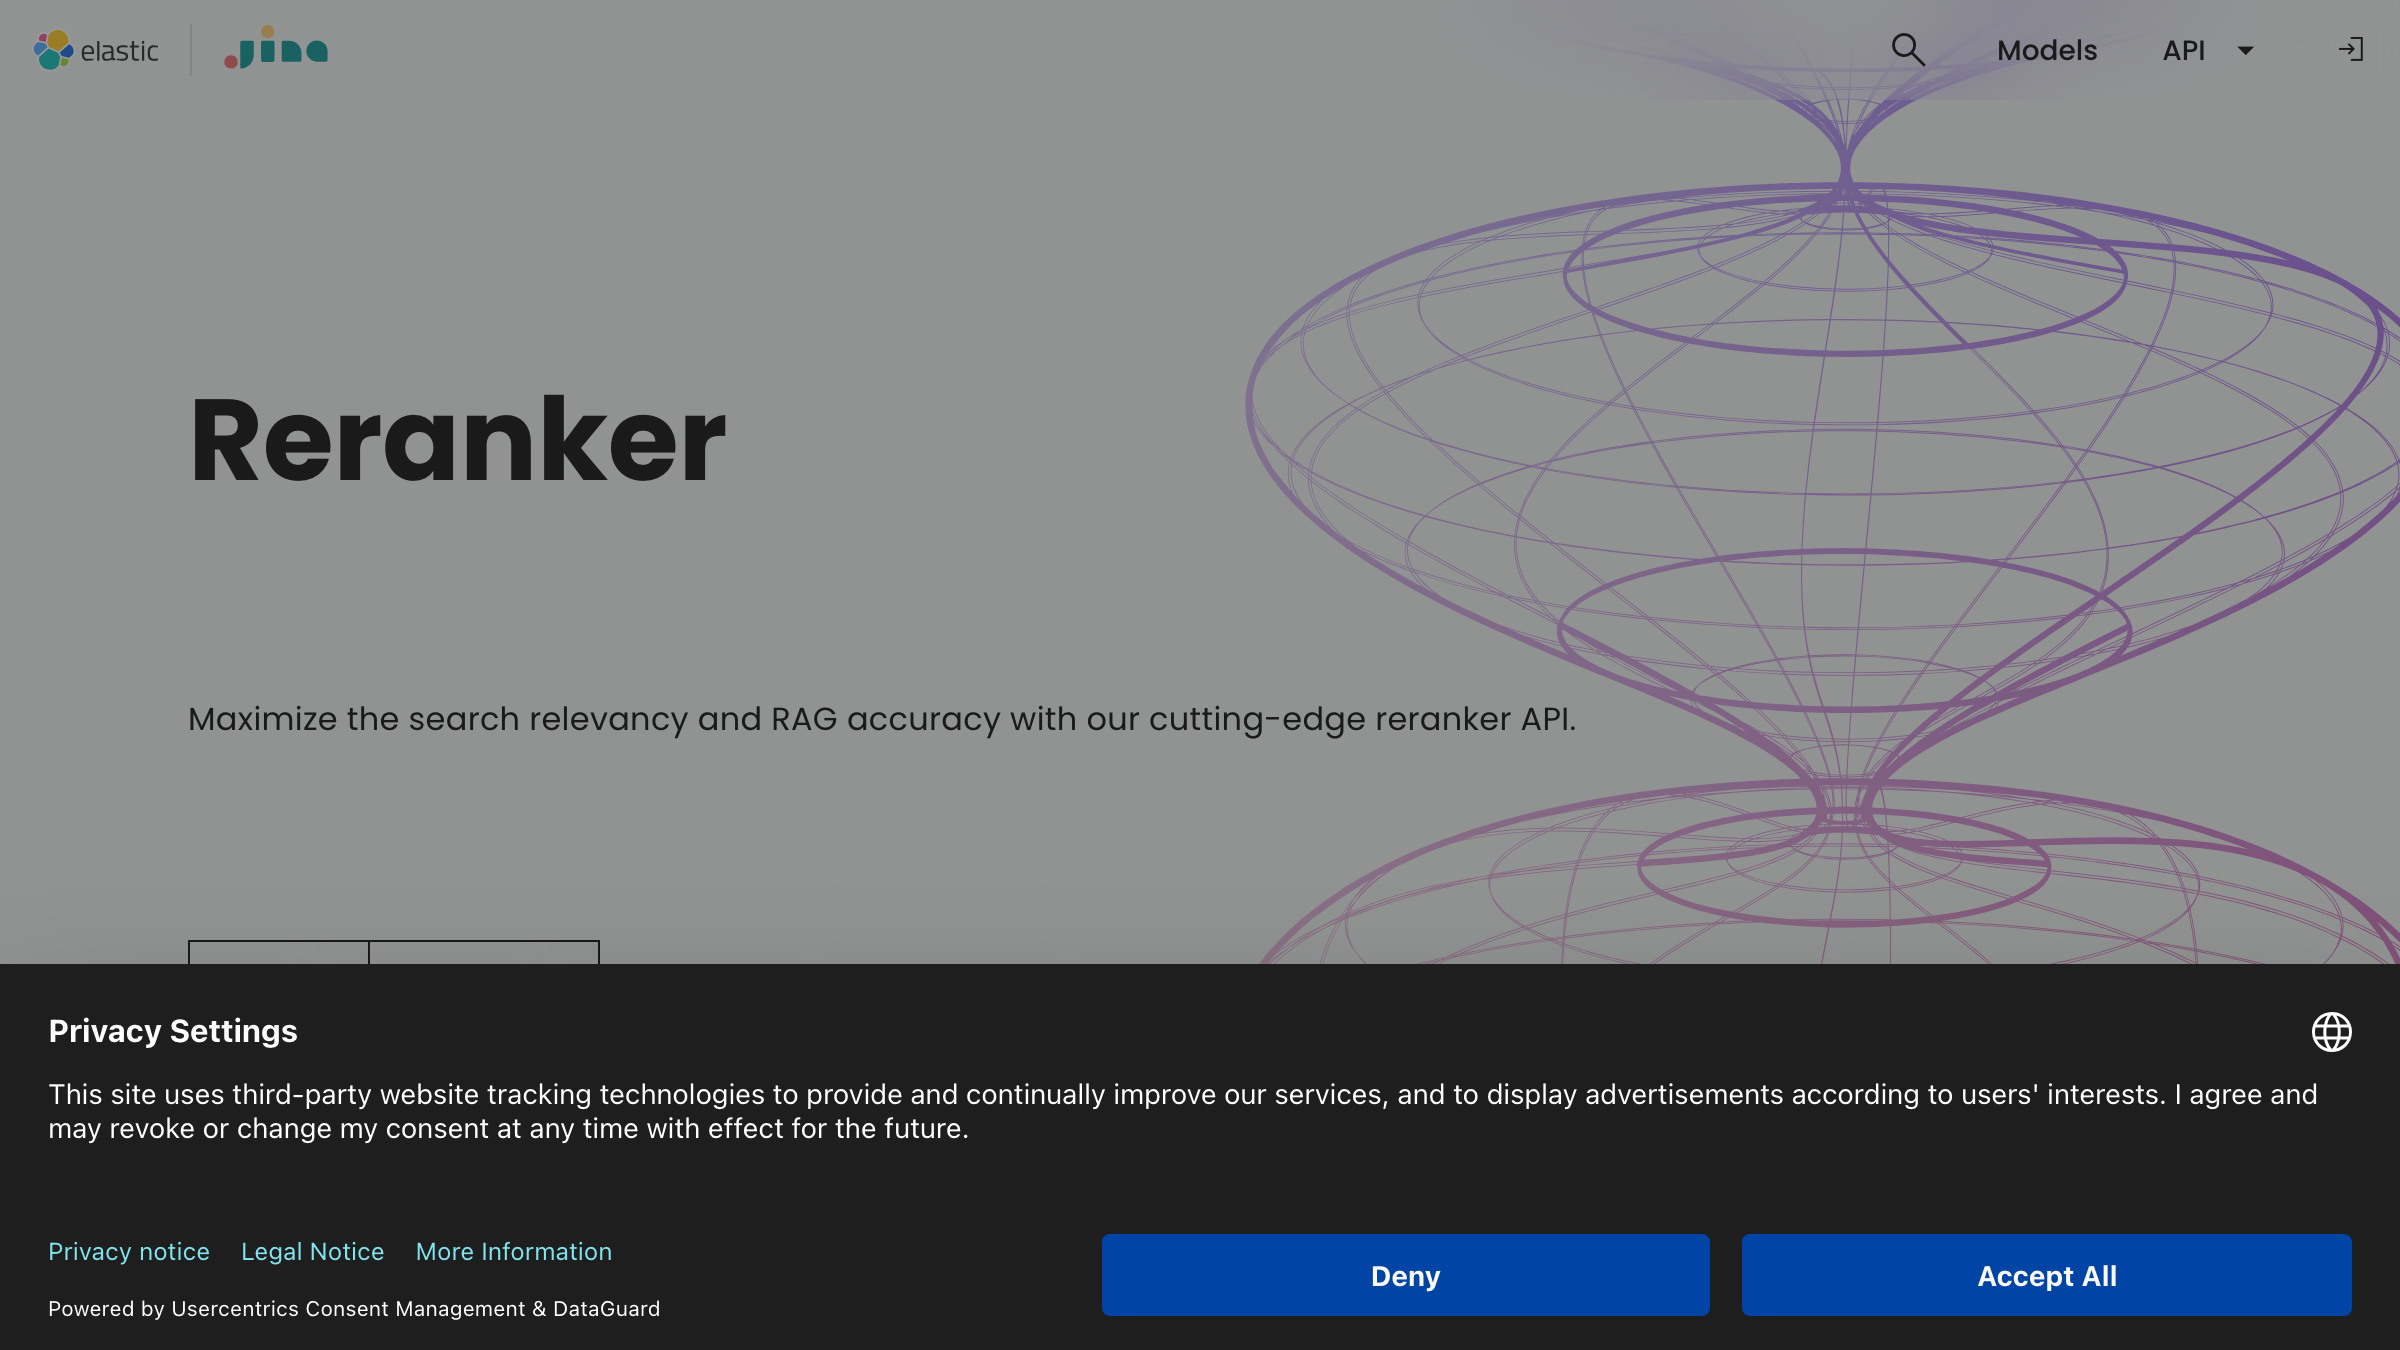 elastic
Jina
Models
API
Reranker
Maximize the search relevancy and RAG accuracy with our cutting-edge reranker API.
Privacy Settings
This site uses third-party website tracking technologies to provide and continually improve our services, and to display advertisements according to users' interests. I agree and
may revoke or change my consent at any time with effect for the future.
Privacy notice
Legal Notice
More Information
Deny
Accept All
Powered by Usercentrics Consent Management & DataGuard